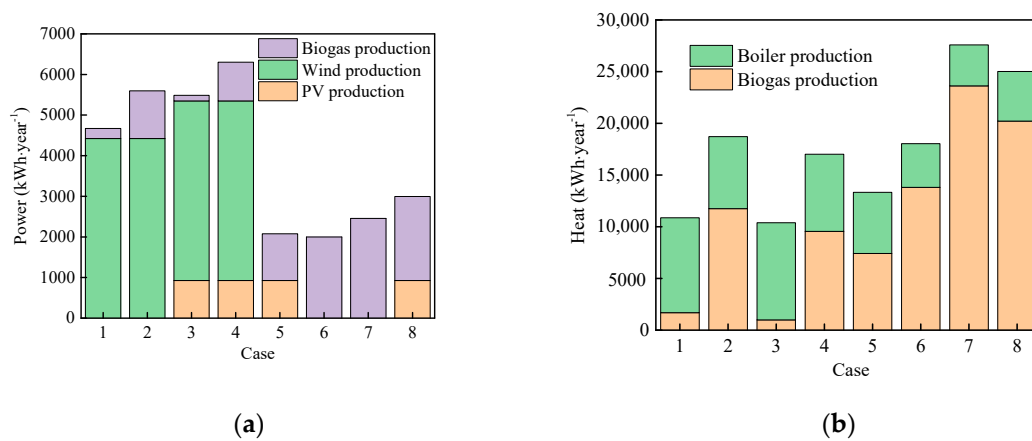 7000
6000
5000
4000
3000
2000
1000
0
Power (kWh·year⁻¹)
Biogas production
Wind production
PV production
1 2 3 4 5 6 7 8
Case
(a)
30,000
25,000
20,000
15,000
10,000
5000
0
Heat (kWh·year⁻¹)
Boiler production
Biogas production
1 2 3 4 5 6 7 8
Case
(b)